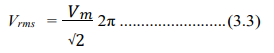 Vrms = Vm/√2 2π ..........................(3.3)